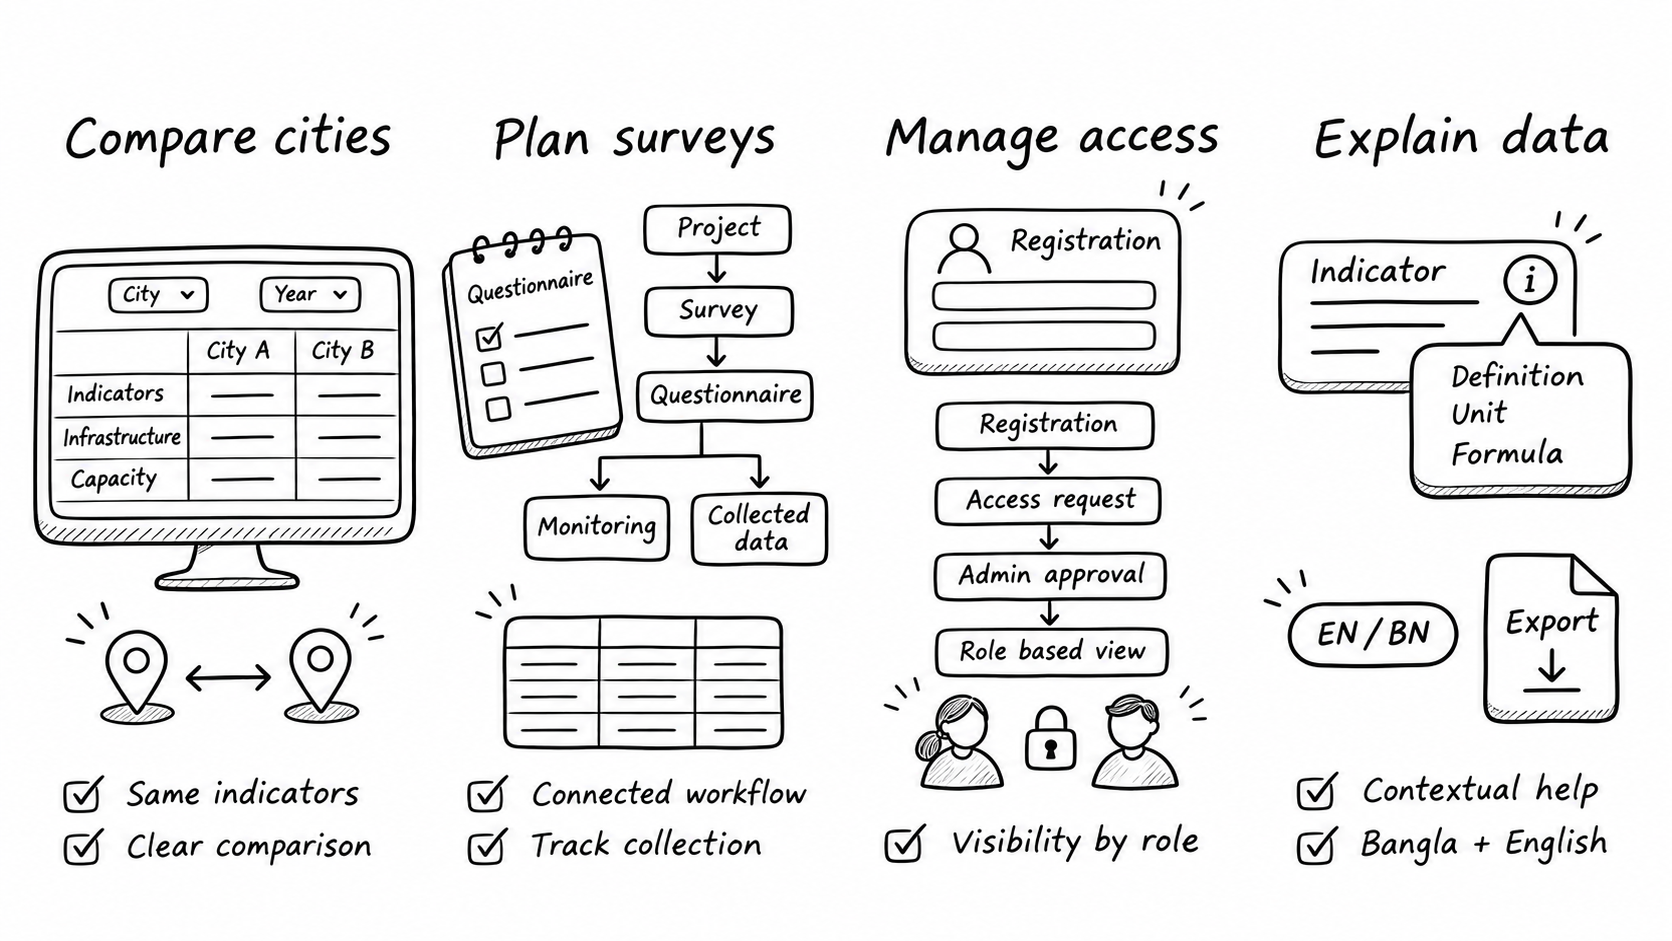 Compare cities
City
Year
City A
City B
Indicators
Infrastructure
Capacity
Same indicators
Clear comparison
Plan surveys
Questionnaire
Project
Survey
Questionnaire
Monitoring
Collected
data
Connected workflow
Track collection
Manage access
Registration
Registration
Access request
Admin approval
Role based view
Visibility by role
Explain data
Indicator
i
Definition
Unit
Formula
EN / BN
Export
Contextual help
Bangla + English